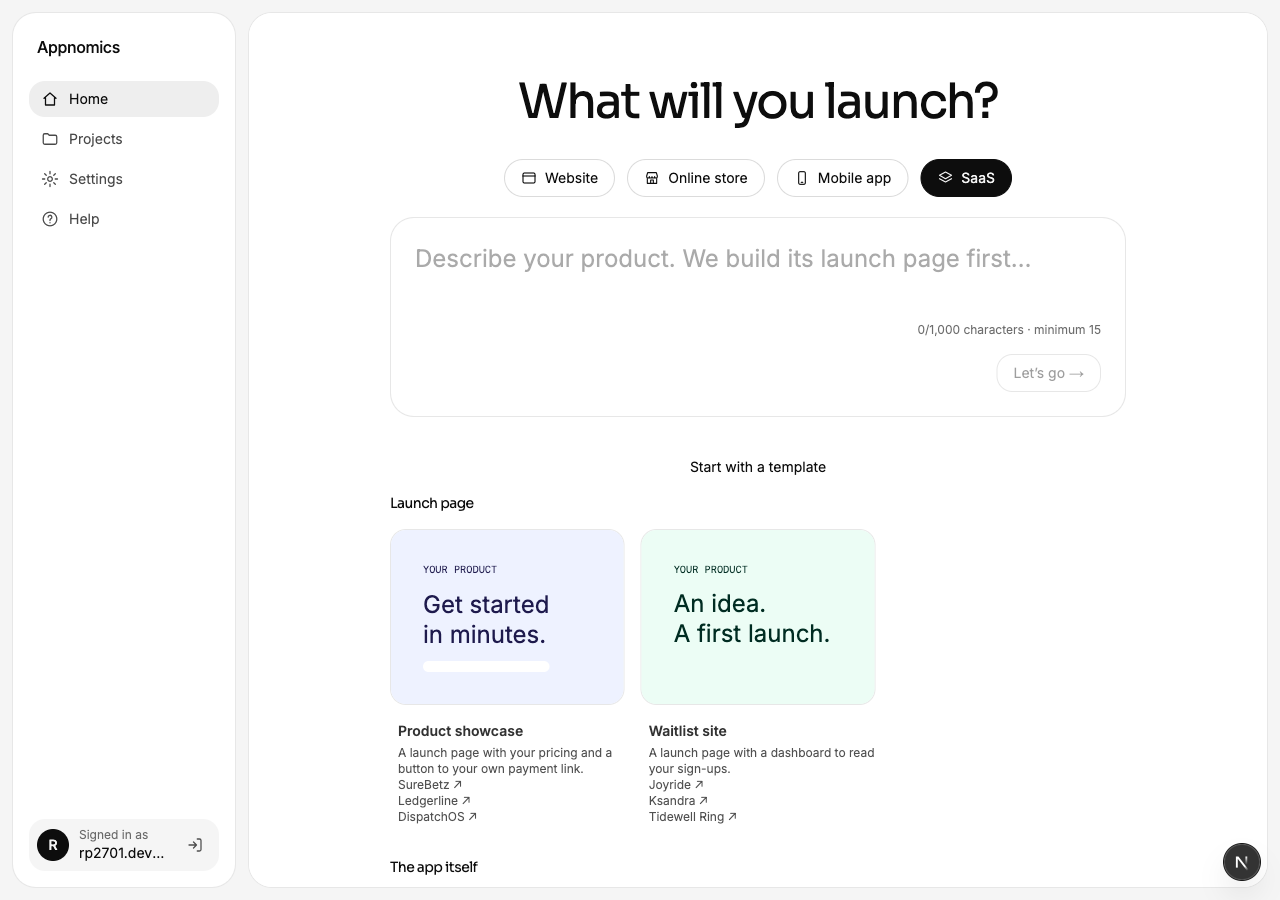 Appnomics
Home
Projects
Settings
Help
Signed in as
rp2701.dev...
R
What will you launch?
Website
Online store
Mobile app
SaaS
Describe your product. We build its launch page first...
0/1,000 characters · minimum 15
Let's go →
Start with a template
Launch page
YOUR PRODUCT
Get started
in minutes.
Product showcase
A launch page with your pricing and a
button to your own payment link.
SureBetz ↗
Ledgerline ↗
DispatchOS ↗
YOUR PRODUCT
An idea.
A first launch.
Waitlist site
A launch page with a dashboard to read
your sign-ups.
Joyride ↗
Ksandra ↗
Tidewell Ring ↗
The app itself
N